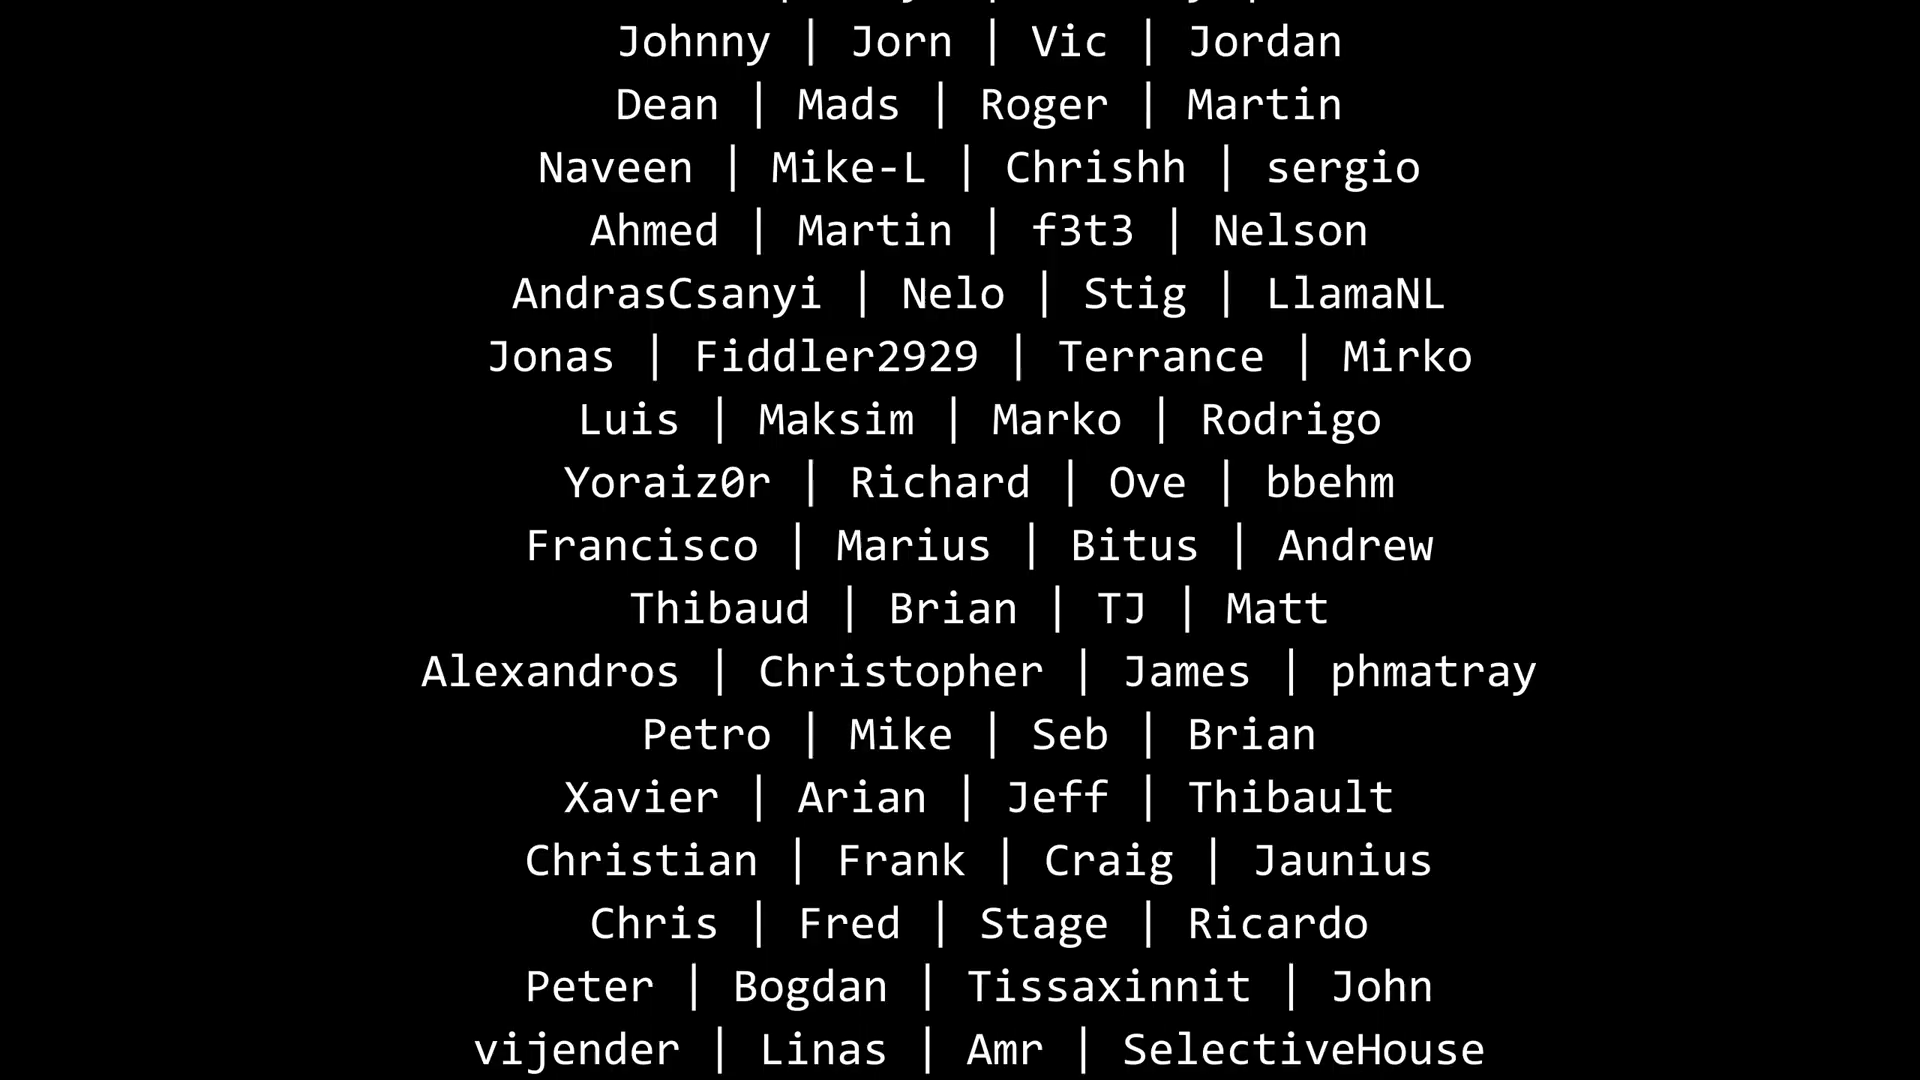 Johnny | Jorn | Vic | Jordan
Dean | Mads | Roger | Martin
Naveen | Mike-L | Chrishh | sergio
Ahmed | Martin | f3t3 | Nelson
AndrasCsanyi | Nelo | Stig | LlamaNL
Jonas | Fiddler2929 | Terrance | Mirko
Luis | Maksim | Marko | Rodrigo
Yoraiz0r | Richard | Ove | bbehm
Francisco | Marius | Bitus | Andrew
Thibaud | Brian | TJ | Matt
Alexandros | Christopher | James | phmatray
Petro | Mike | Seb | Brian
Xavier | Arian | Jeff | Thibault
Christian | Frank | Craig | Jaunius
Chris | Fred | Stage | Ricardo
Peter | Bogdan | Tissaxinnit | John
vijender | Linas | Amr | SelectiveHouse